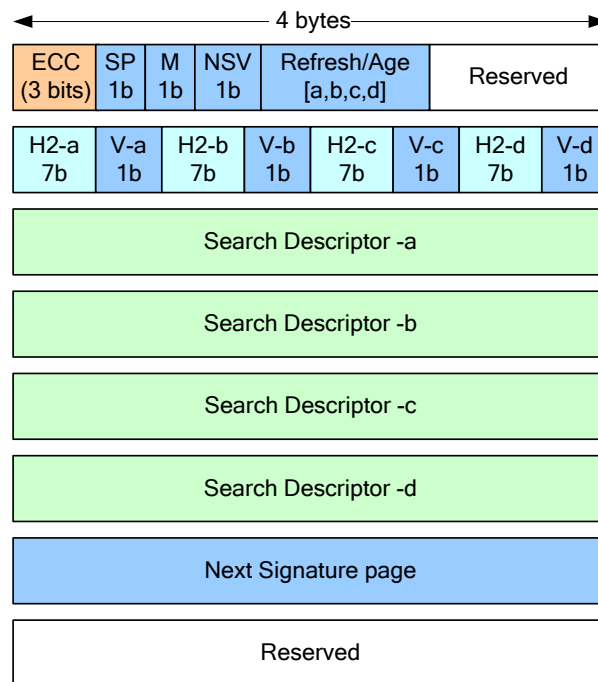 4 bytes
ECC SP M NSV Refresh/Age Reserved
(3 bits) 1b 1b 1b [a,b,c,d]
H2-a V-a H2-b V-b H2-c V-c H2-d V-d
7b 1b 7b 1b 7b 1b 7b 1b
Search Descriptor -a
Search Descriptor -b
Search Descriptor -c
Search Descriptor -d
Next Signature page
Reserved